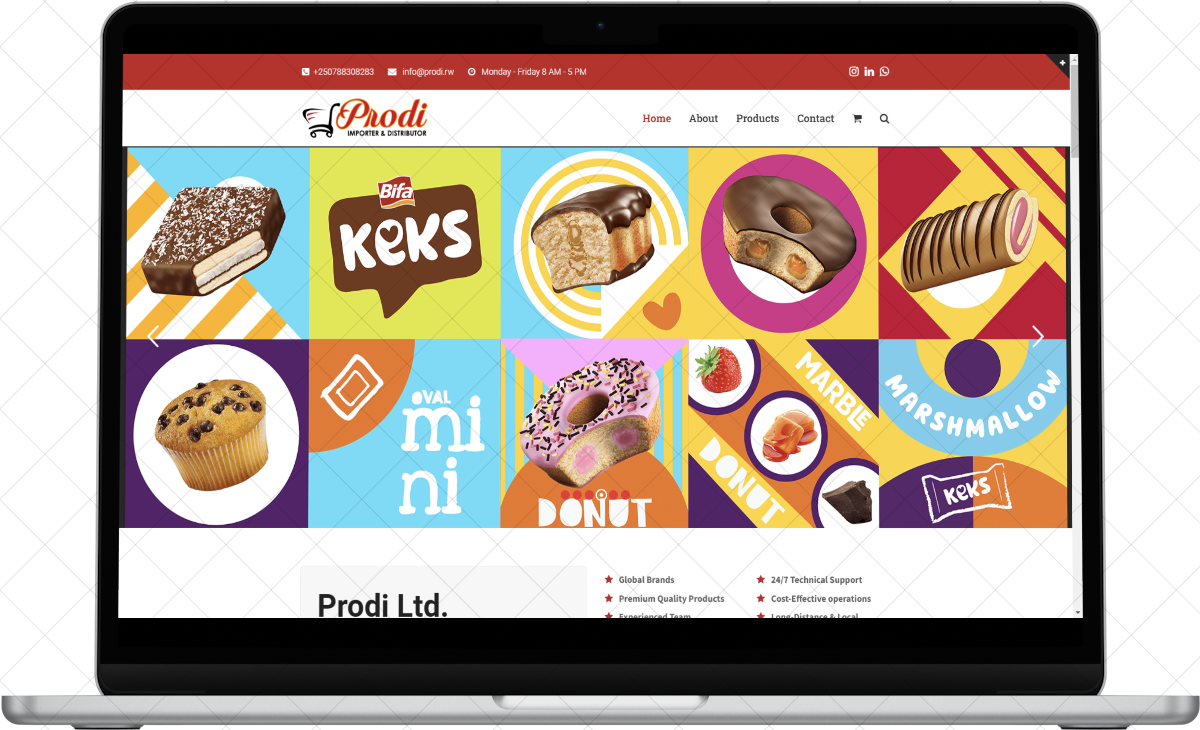 +250788308283 info@prodi.rw Monday - Friday 8 AM - 5 PM
Prodi
IMPORTER & DISTRIBUTOR
Home About Products Contact
Bifa
KEKS
OVAL
mi
ni
DONUT
MARBLE
DONUT
MARSHMALLOW
KEKS
Prodi Ltd.
Global Brands
Premium Quality Products
Experienced Team
24/7 Technical Support
Cost-Effective operations
Long-Distance & Local